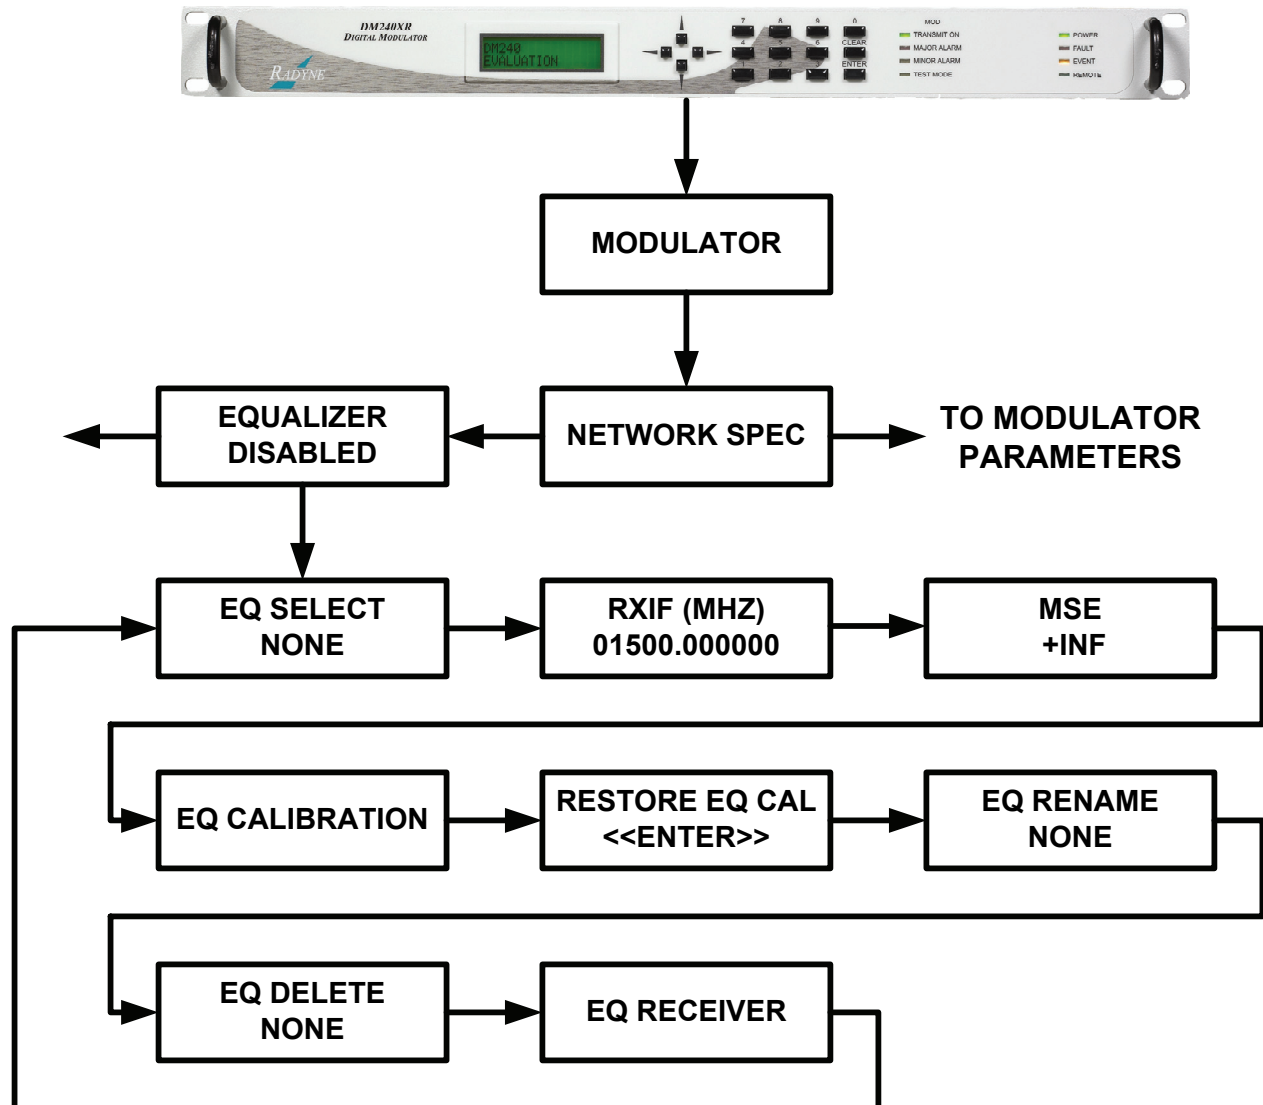 DM240XR
DIGITAL MODULATOR
RADYNE
DM240
EVALUATION
7 8 9 0
4 5 6 CLEAR
1 2 3 ENTER
MOD
TRANSMIT ON
MAJOR ALARM
MINOR ALARM
TEST MODE
POWER
FAULT
EVENT
REMOTE
MODULATOR
EQUALIZER
DISABLED
NETWORK SPEC
TO MODULATOR
PARAMETERS
EQ SELECT
NONE
RXIF (MHZ)
01500.000000
MSE
+INF
EQ CALIBRATION
RESTORE EQ CAL
<<ENTER>>
EQ RENAME
NONE
EQ DELETE
NONE
EQ RECEIVER